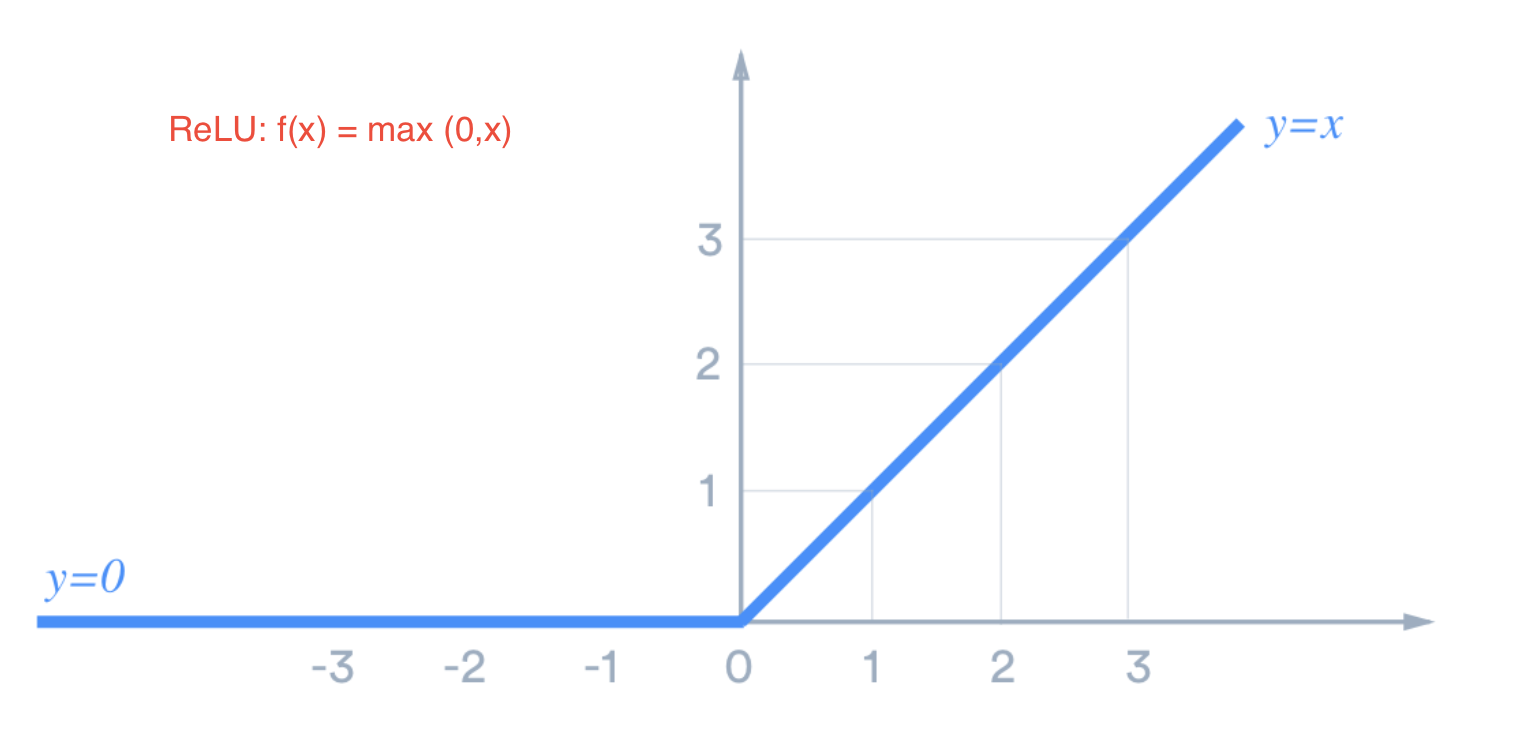 ReLU: f(x) = max (0,x)
y=x
3
2
1
y=0
-3 -2 -1 0 1 2 3